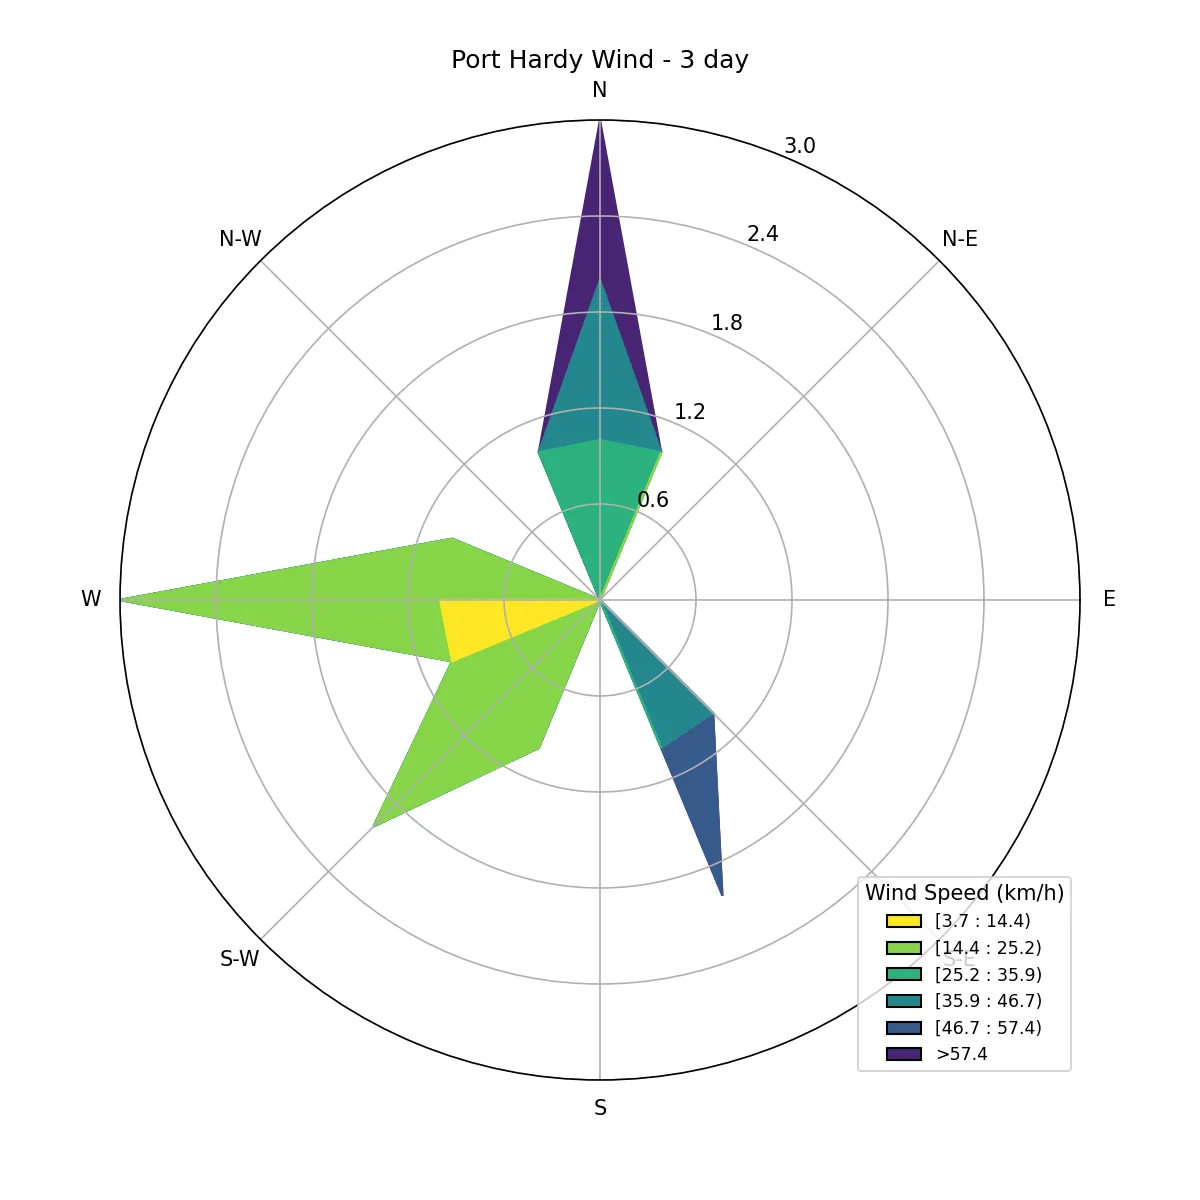 Port Hardy Wind - 3 day
N
3.0
N-W
2.4
N-E
1.8
1.2
0.6
W
E
S-W
S-E
S
Wind Speed (km/h)
[3.7 : 14.4)
[14.4 : 25.2)
[25.2 : 35.9)
[35.9 : 46.7)
[46.7 : 57.4)
>57.4